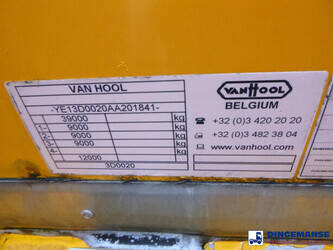 VAN HOOL
-YE13D0020AA201841-
39000 kg
1- 9000 kg
2- 9000 kg
3- 9000 kg
4-
12000 kg
3D0020
VANHOOL
BELGIUM
+32 (0)3 420 20 20
+32 (0)3 482 38 04
www.vanhool.com
DINGEMANSE